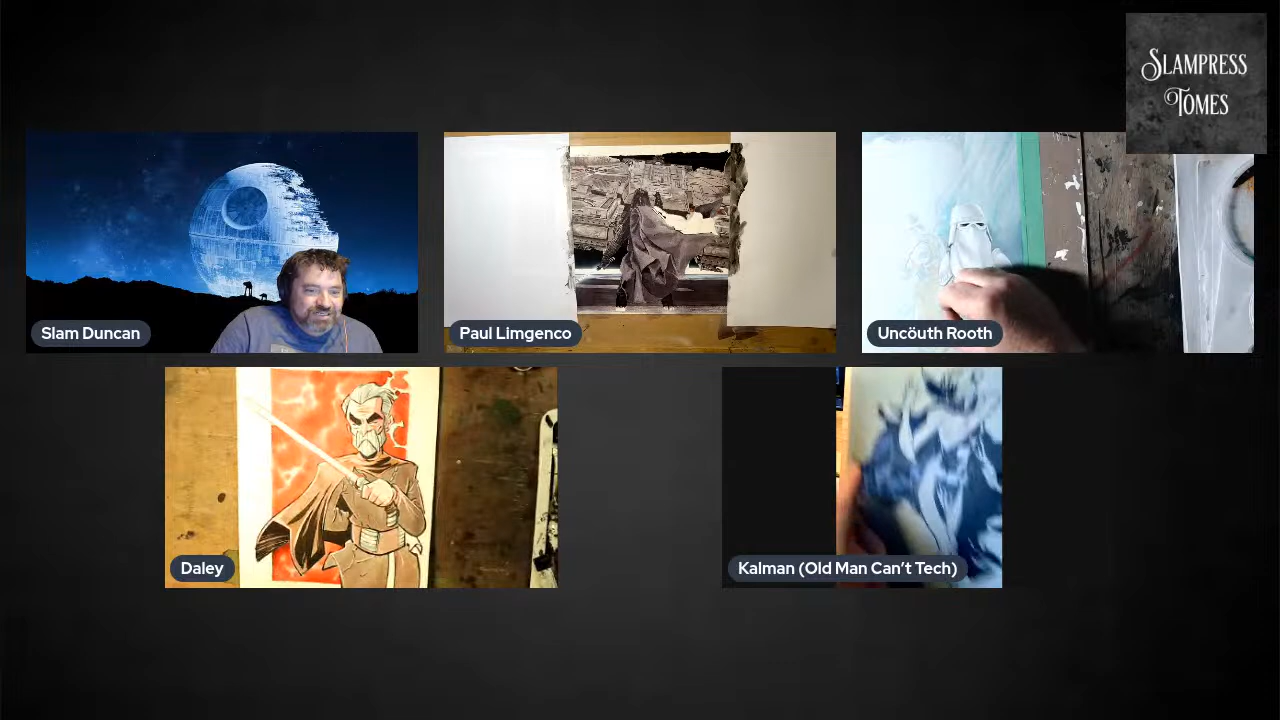 SLAMPRESS
TOMES
Slam Duncan
Paul Limgenco
Uncöuth Rooth
Daley
Kalman (Old Man Can't Tech)